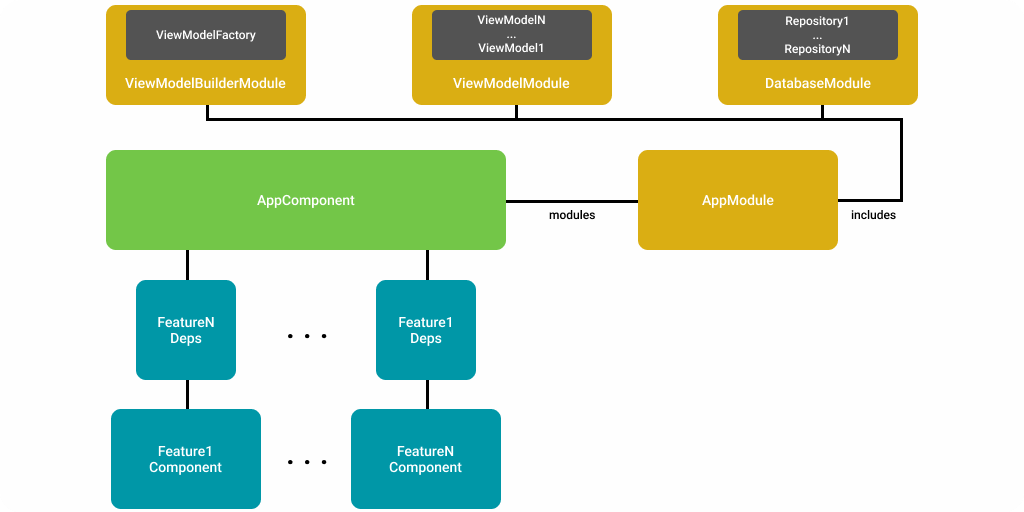 ViewModelFactory
ViewModelBuilderModule
ViewModelN
...
ViewModel1
ViewModelModule
Repository1
...
RepositoryN
DatabaseModule
AppComponent
modules
AppModule
includes
FeatureN
Deps
. . .
Feature1
Deps
Feature1
Component
. . .
FeatureN
Component